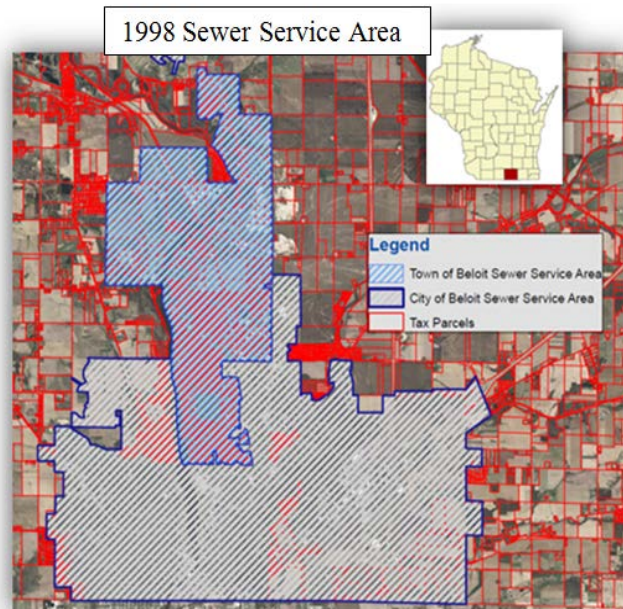 1998 Sewer Service Area
Legend
Town of Beloit Sewer Service Area
City of Beloit Sewer Service Area
Tax Parcels